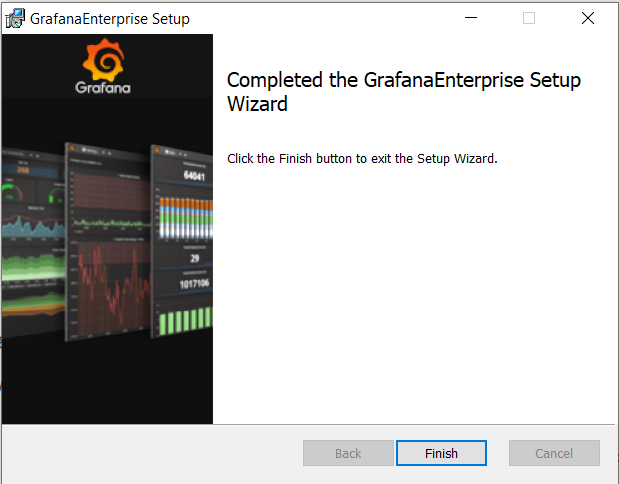 GrafanaEnterprise Setup
Grafana
Completed the GrafanaEnterprise Setup
Wizard
Click the Finish button to exit the Setup Wizard.
64041
29
1017106
Back
Finish
Cancel